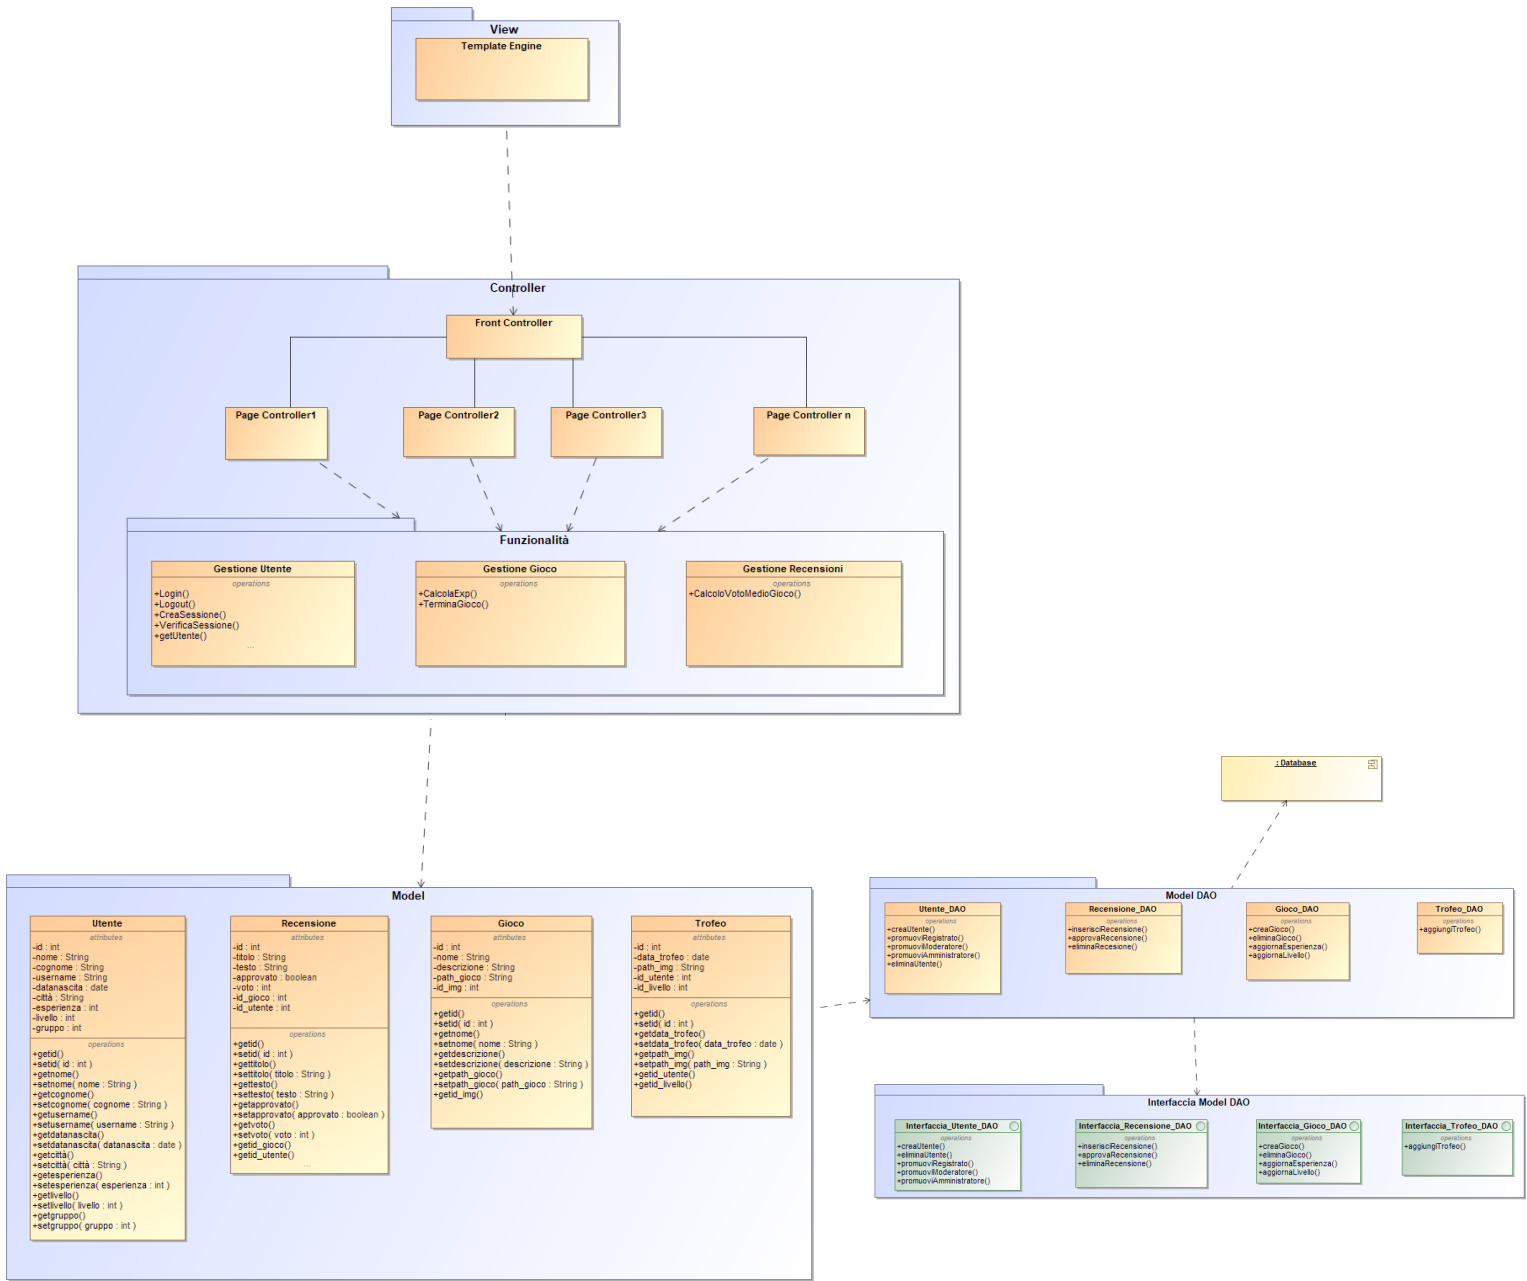 View
Template Engine
Controller
Front Controller
Page Controller1
Page Controller2
Page Controller3
Page Controller n
Funzionalità
Gestione Utente
operations
+Login()
+Logout()
+CreaSessione()
+VerificaSessione()
+getUtente()
...
Gestione Gioco
operations
+CalcolaExp()
+TerminaGioco()
Gestione Recensioni
operations
+CalcoloVotoMedioGioco()
: Database
Model
Utente
attributes
-id : int
-nome : String
-cognome : String
-username : String
-datanascita : date
-città : String
-esperienza : int
-livello : int
-gruppo : int
operations
+getid()
+setid( id : int )
+getnome()
+setnome( nome : String )
+getcognome()
+setcognome( cognome : String )
+getusername()
+setusername( username : String )
+getdatanascita()
+setdatanascita( datanascita : date )
+getcittà()
+setcittà( città : String )
+getesperienza()
+setesperienza( esperienza : int )
+getlivello()
+setlivello( livello : int )
+getgruppo()
+setgruppo( gruppo : int )
Recensione
attributes
-id : int
-titolo : String
-testo : String
-approvato : boolean
-voto : int
-id_gioco : int
-id_utente : int
operations
+getid()
+setid( id : int )
+gettitolo()
+settitolo( titolo : String )
+gettesto()
+settesto( testo : String )
+getapprovato()
+setapprovato( approvato : boolean )
+getvoto()
+setvoto( voto : int )
+getid_gioco()
+getid_utente()
...
Gioco
attributes
-id : int
-nome : String
-descrizione : String
-path_gioco : String
-id_img : int
operations
+getid()
+setid( id : int )
+getnome()
+setnome( nome : String )
+getdescrizione()
+setdescrizione( descrizione : String )
+getpath_gioco()
+setpath_gioco( path_gioco : String )
+getid_img()
Trofeo
attributes
-id : int
-data_trofeo : date
-path_img : String
-id_utente : int
-id_livello : int
operations
+getid()
+setid( id : int )
+getdata_trofeo()
+setdata_trofeo( data_trofeo : date )
+getpath_img()
+setpath_img( path_img : String )
+getid_utente()
+getid_livello()
Model DAO
Utente_DAO
operations
+creaUtente()
+promuoviRegistrato()
+promuoviModeratore()
+promuoviAmministratore()
+eliminaUtente()
Recensione_DAO
operations
+inserisciRecensione()
+approvaRecensione()
+eliminaRecesione()
Gioco_DAO
operations
+creaGioco()
+eliminaGioco()
+aggiornaEsperienza()
+aggiornaLivello()
Trofeo_DAO
operations
+aggiungiTrofeo()
Interfaccia Model DAO
Interfaccia_Utente_DAO
operations
+creaUtente()
+eliminaUtente()
+promuoviRegistrato()
+promuoviModeratore()
+promuoviAmministratore()
Interfaccia_Recensione_DAO
operations
+inserisciRecensione()
+approvaRecensione()
+eliminaRecensione()
Interfaccia_Gioco_DAO
operations
+creaGioco()
+eliminaGioco()
+aggiornaEsperienza()
+aggiornaLivello()
Interfaccia_Trofeo_DAO
operations
+aggiungiTrofeo()